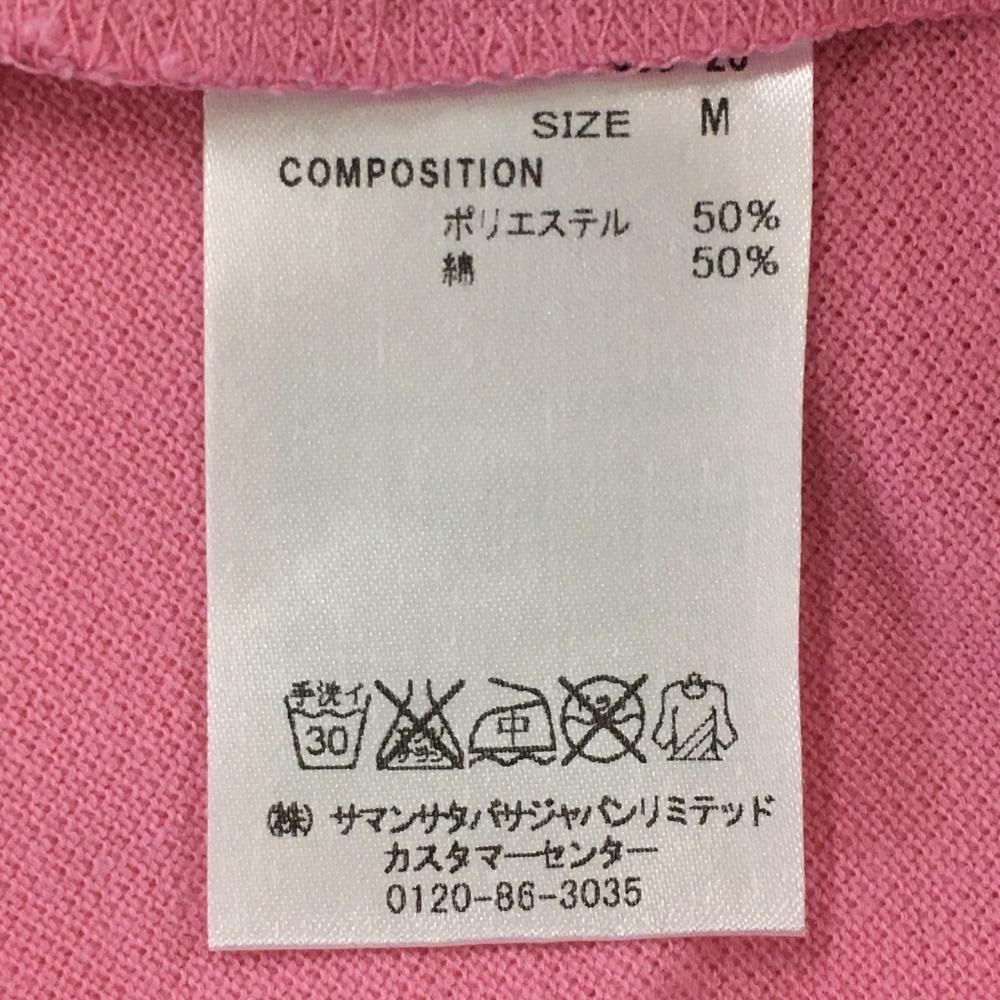 SIZE M
COMPOSITION
ポリエステル 50%
綿 50%
手洗イ
30
中
(株) サマンサタバサジャパンリミテッド
カスタマーセンター
0120-86-3035